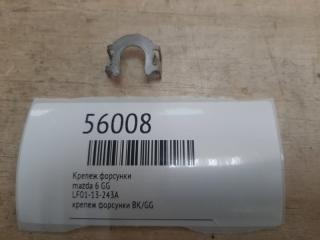 56008
Крепеж форсунки
mazda 6 GG
LF01-13-243A
крепеж форсунки BK/GG